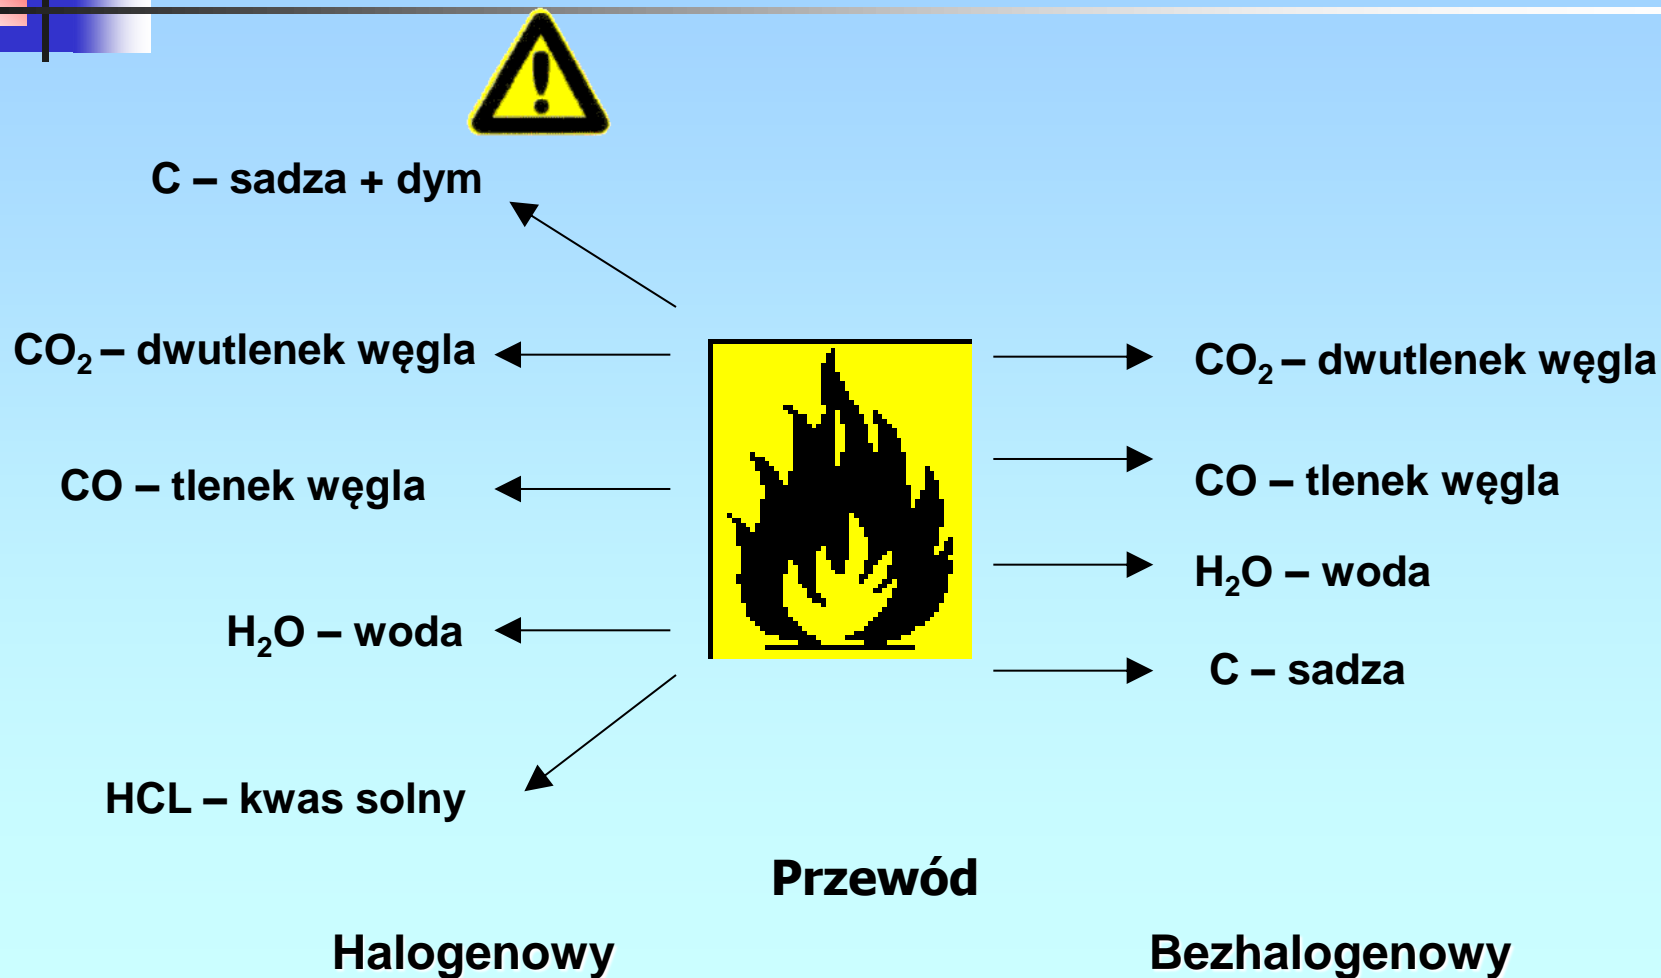 C – sadza + dym
CO₂ – dwutlenek węgla
CO – tlenek węgla
H₂O – woda
HCL – kwas solny
CO₂ – dwutlenek węgla
CO – tlenek węgla
H₂O – woda
C – sadza
Przewód
Halogenowy
Bezhalogenowy